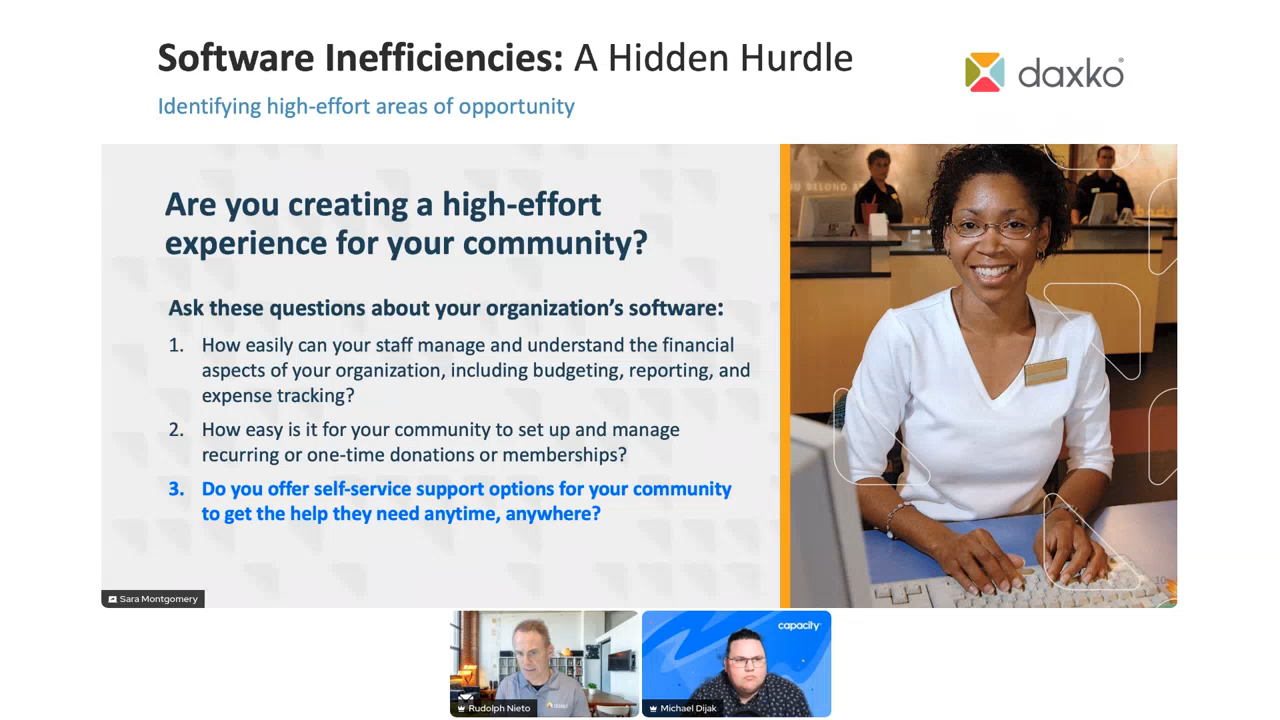 Software Inefficiencies: A Hidden Hurdle
Identifying high-effort areas of opportunity
daxko
Are you creating a high-effort
experience for your community?
Ask these questions about your organization's software:
1. How easily can your staff manage and understand the financial
aspects of your organization, including budgeting, reporting, and
expense tracking?
2. How easy is it for your community to set up and manage
recurring or one-time donations or memberships?
3. Do you offer self-service support options for your community
to get the help they need anytime, anywhere?
10
Sara Montgomery
Rudolph Nieto
capacity
Michael Dijak